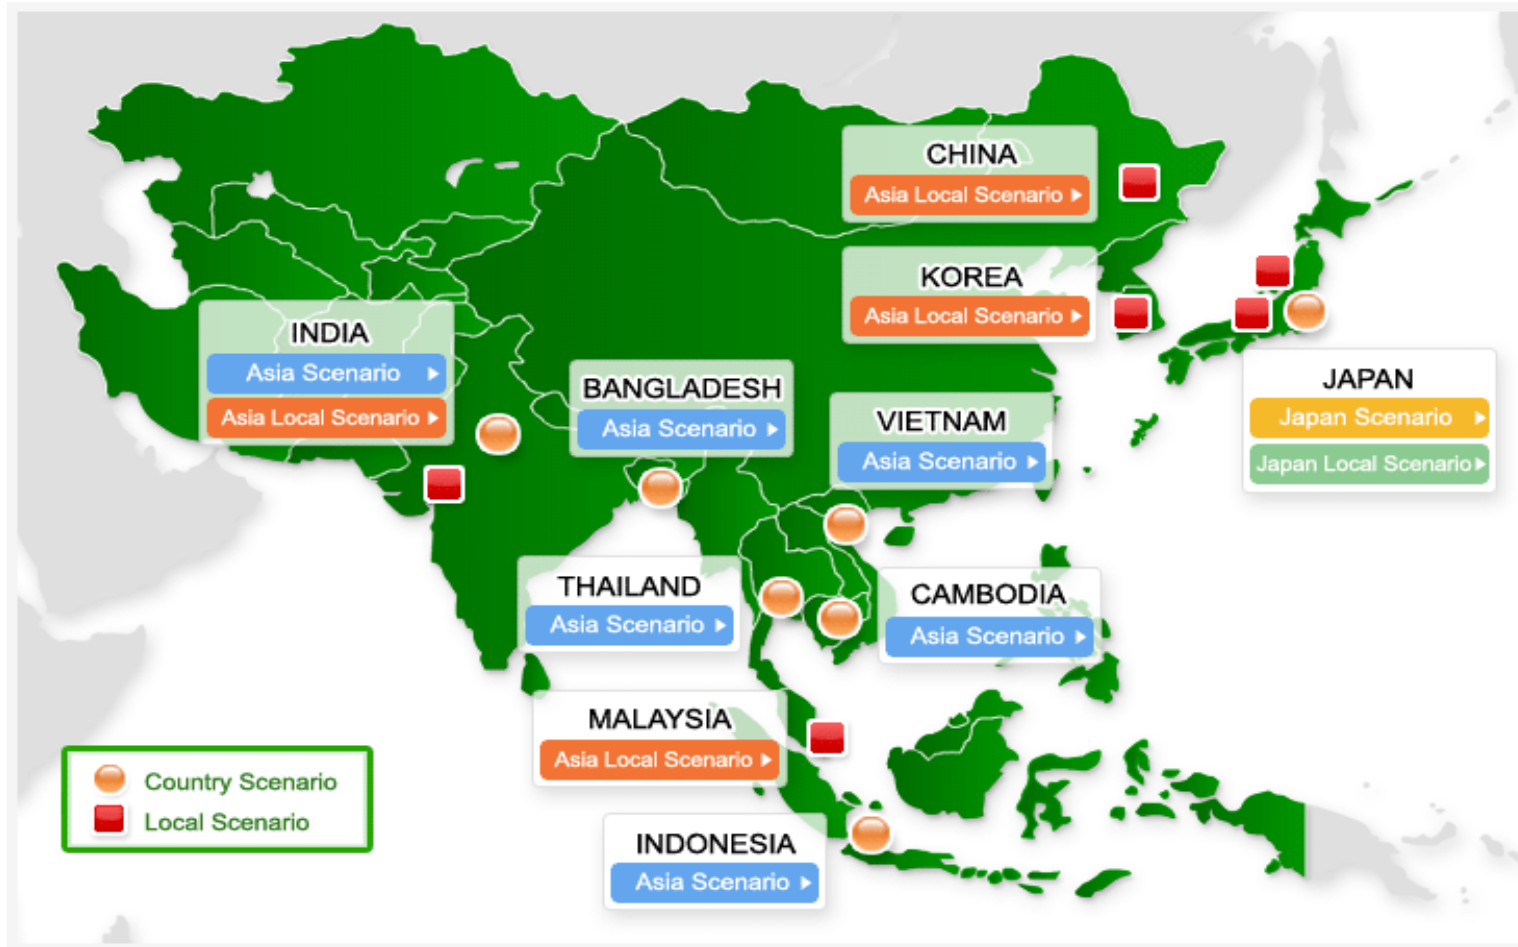 CHINA
Asia Local Scenario
KOREA
Asia Local Scenario
INDIA
Asia Scenario
Asia Local Scenario
BANGLADESH
Asia Scenario
VIETNAM
Asia Scenario
JAPAN
Japan Scenario
Japan Local Scenario
THAILAND
Asia Scenario
CAMBODIA
Asia Scenario
MALAYSIA
Asia Local Scenario
INDONESIA
Asia Scenario
Country Scenario
Local Scenario